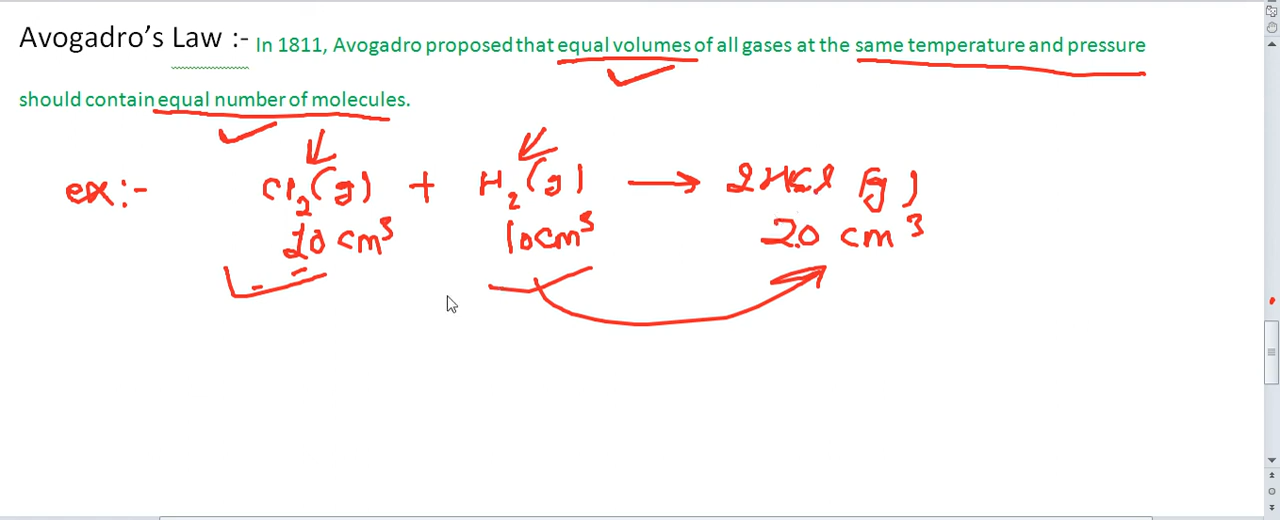 Avogadro's Law :- In 1811, Avogadro proposed that equal volumes of all gases at the same temperature and pressure
should contain equal number of molecules.
ex:- Cl2(g) + H2(g) → 2HCl (g)
10 cm³ 10cm³ 20 cm³